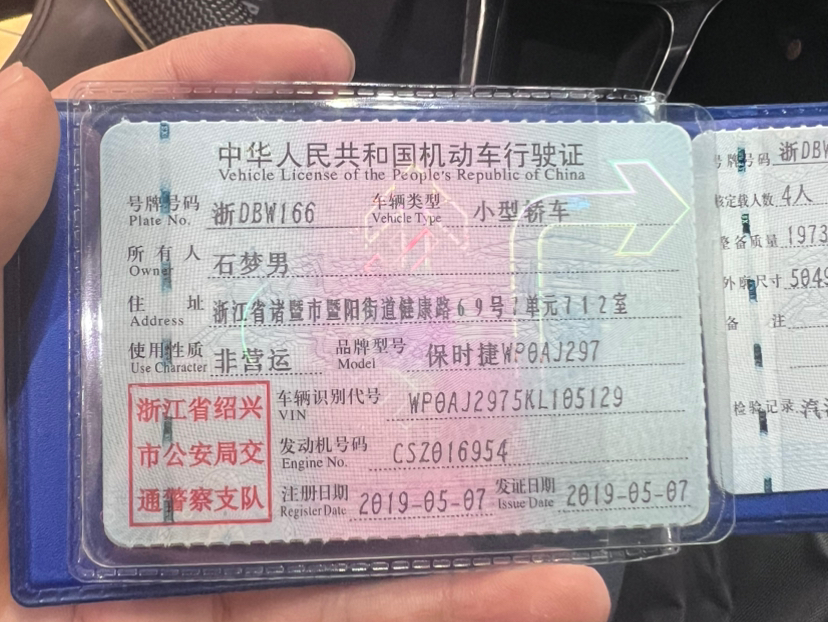 中华人民共和国机动车行驶证
Vehicle License of the People's Republic of China
号牌号码 浙DBW166 车辆类型 小型轿车
Plate No. Vehicle Type
所有人 石梦男
Owner
住址 浙江省诸暨市暨阳街道健康路69号7单元712室
Address
使用性质 非营运 品牌型号 保时捷WP0AJ297
Use Character Model
浙江省绍兴
市公安局交
通警察支队
车辆识别代号 WP0AJ2975KL105129
VIN
发动机号码 CSZ016954
Engine No.
注册日期 2019-05-07 发证日期 2019-05-07
Register Date Issue Date
号牌号码 浙DBW
核定载人数 4人
整备质量 1973
外廓尺寸 5049
备注
检验记录